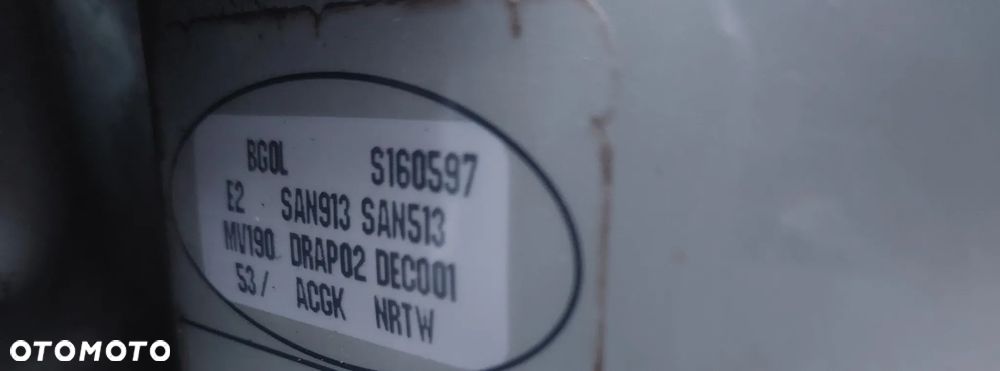 BG0L S160597
E2 SAN913 SAN513
MV190 DRAP02 DEC001
53/ ACGK NRTW
OTOMOTO